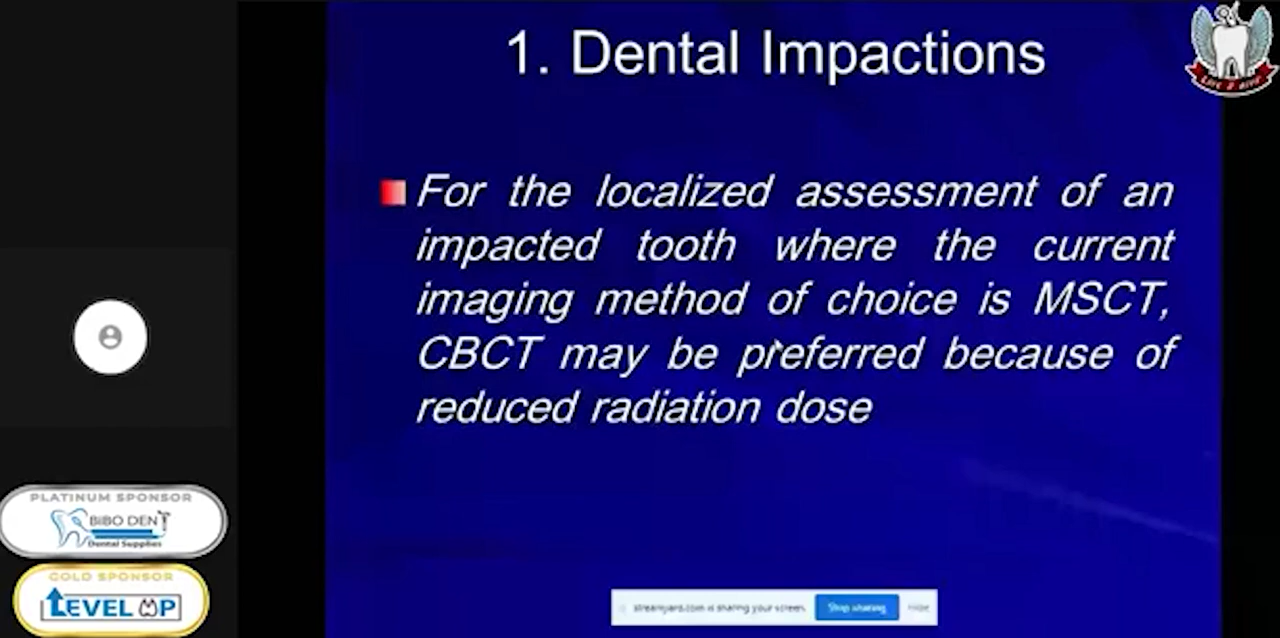 1. Dental Impactions
For the localized assessment of an
impacted tooth where the current
imaging method of choice is MSCT,
CBCT may be preferred because of
reduced radiation dose
PLATINUM SPONSOR
BIBO DENT
Dental Supplies
GOLD SPONSOR
LEVEL UP
streamyard.com is sharing your screen.
Stop sharing
Hide